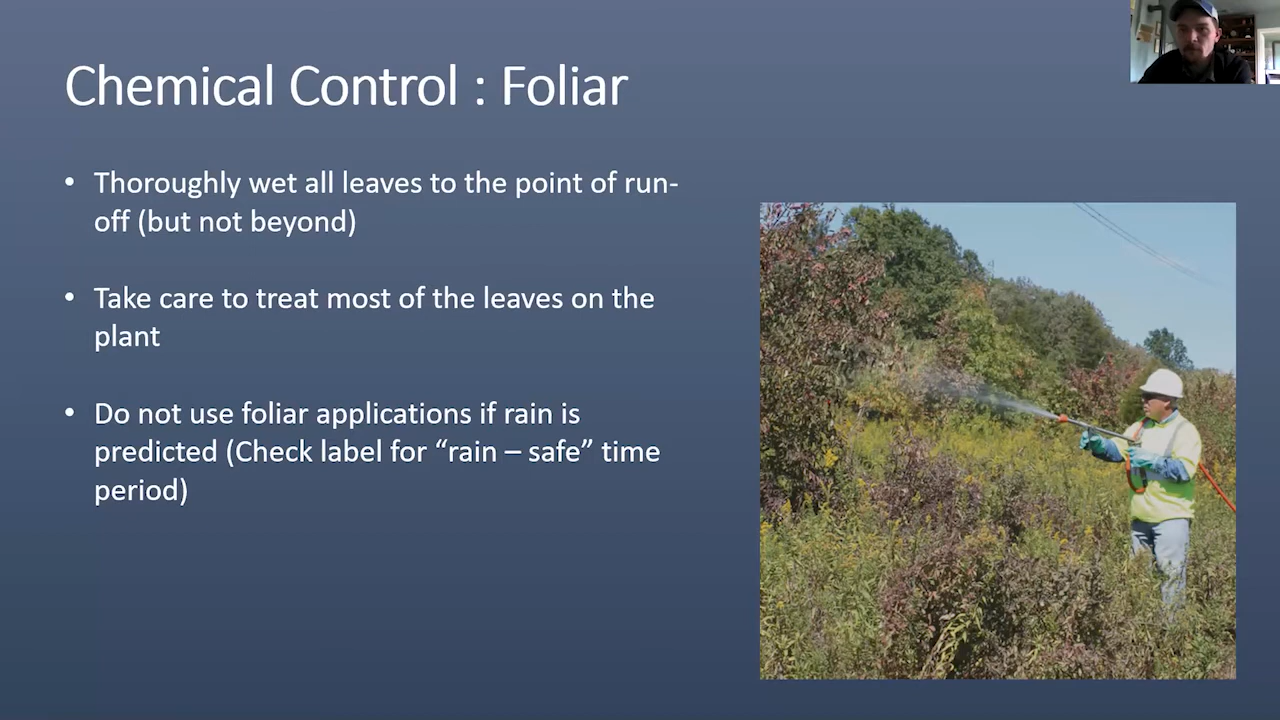 Chemical Control : Foliar
• Thoroughly wet all leaves to the point of run-
off (but not beyond)
• Take care to treat most of the leaves on the
plant
• Do not use foliar applications if rain is
predicted (Check label for “rain – safe” time
period)